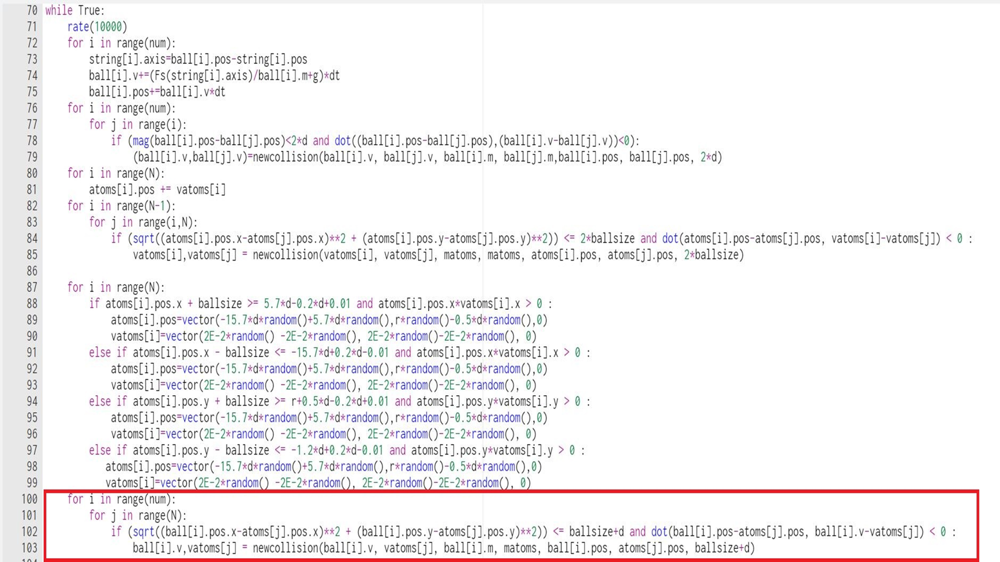 70 while True:
71     rate(10000)
72     for i in range(num):
73         string[i].axis=ball[i].pos-string[i].pos
74         ball[i].v+=(Fs(string[i].axis)/ball[i].m+g)*dt
75         ball[i].pos+=ball[i].v*dt
76     for i in range(num):
77         for j in range(i):
78             if (mag(ball[i].pos-ball[j].pos)<2*d and dot((ball[i].pos-ball[j].pos),(ball[i].v-ball[j].v))<0):
79                 (ball[i].v,ball[j].v)=newcollision(ball[i].v, ball[j].v, ball[i].m, ball[j].m,ball[i].pos, ball[j].pos, 2*d)
80     for i in range(N):
81         atoms[i].pos += vatoms[i]
82     for i in range(N-1):
83         for j in range(i,N):
84             if (sqrt((atoms[i].pos.x-atoms[j].pos.x)**2 + (atoms[i].pos.y-atoms[j].pos.y)**2)) <= 2*ballsize and dot(atoms[i].pos-atoms[j].pos, vatoms[i]-vatoms[j]) < 0 :
85                 vatoms[i],vatoms[j] = newcollision(vatoms[i], vatoms[j], matoms, matoms, atoms[i].pos, atoms[j].pos, 2*ballsize)
86
87     for i in range(N):
88         if atoms[i].pos.x + ballsize >= 5.7*d-0.2*d+0.01 and atoms[i].pos.x*vatoms[i].x > 0 :
89             atoms[i].pos=vector(-15.7*d*random()+5.7*d*random(),r*random()-0.5*d*random(),0)
90             vatoms[i]=vector(2E-2*random() -2E-2*random(), 2E-2*random()-2E-2*random(), 0)
91         else if atoms[i].pos.x - ballsize <= -15.7*d+0.2*d-0.01 and atoms[i].pos.x*vatoms[i].x > 0 :
92             atoms[i].pos=vector(-15.7*d*random()+5.7*d*random(),r*random()-0.5*d*random(),0)
93             vatoms[i]=vector(2E-2*random() -2E-2*random(), 2E-2*random()-2E-2*random(), 0)
94         else if atoms[i].pos.y + ballsize >= r+0.5*d-0.2*d+0.01 and atoms[i].pos.y*vatoms[i].y > 0 :
95             atoms[i].pos=vector(-15.7*d*random()+5.7*d*random(),r*random()-0.5*d*random(),0)
96             vatoms[i]=vector(2E-2*random() -2E-2*random(), 2E-2*random()-2E-2*random(), 0)
97         else if atoms[i].pos.y - ballsize <= -1.2*d+0.2*d-0.01 and atoms[i].pos.y*vatoms[i].y > 0 :
98            atoms[i].pos=vector(-15.7*d*random()+5.7*d*random(),r*random()-0.5*d*random(),0)
99            vatoms[i]=vector(2E-2*random() -2E-2*random(), 2E-2*random()-2E-2*random(), 0)
100     for i in range(num):
101         for j in range(N):
102             if (sqrt((ball[i].pos.x-atoms[j].pos.x)**2 + (ball[i].pos.y-atoms[j].pos.y)**2)) <= ballsize+d and dot(ball[i].pos-atoms[j].pos, ball[i].v-vatoms[j]) < 0 :
103                 ball[i].v,vatoms[j] = newcollision(ball[i].v, vatoms[j], ball[i].m, matoms, ball[i].pos, atoms[j].pos, ballsize+d)